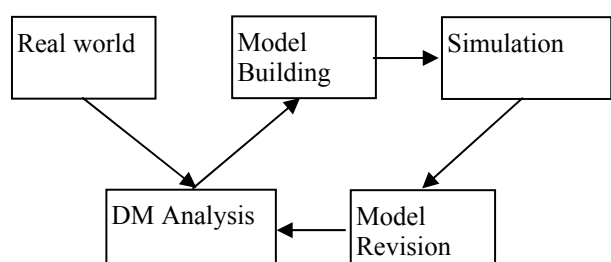 Real world
Model
Building
Simulation
DM Analysis
Model
Revision